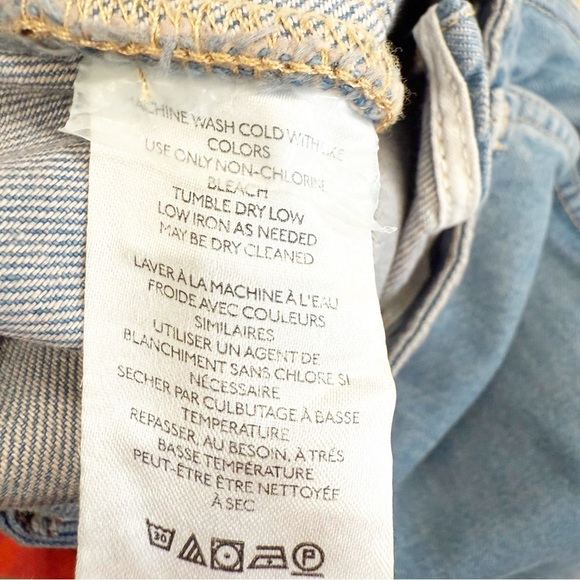 MACHINE WASH COLD WITH LIKE
COLORS
USE ONLY NON-CHLORINE
BLEACH
TUMBLE DRY LOW
LOW IRON AS NEEDED
MAY BE DRY CLEANED
LAVER À LA MACHINE À L'EAU
FROIDE AVEC COULEURS
SIMILAIRES
UTILISER UN AGENT DE
BLANCHIMENT SANS CHLORE SI
NÉCESSAIRE
SECHER PAR CULBUTAGE À BASSE
TEMPERATURE
REPASSER, AU BESOIN, À TRÈS
BASSE TEMPÉRATURE
PEUT-ÊTRE ÊTRE NETTOYÉE
À SEC
30 P